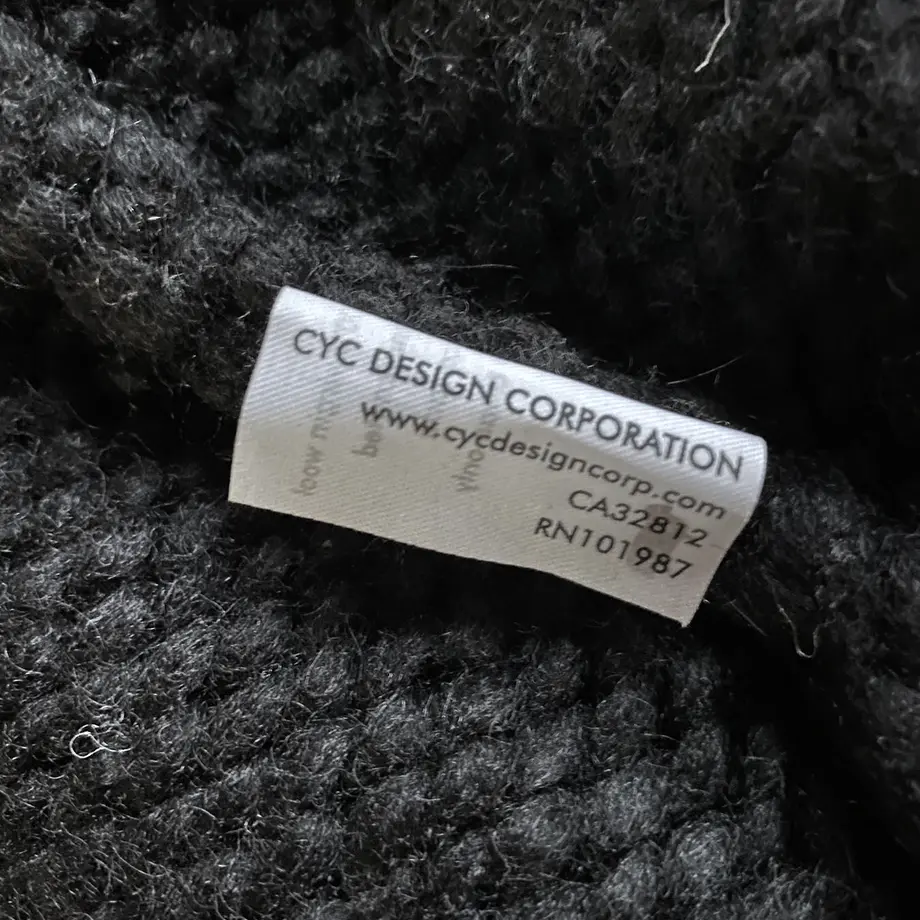 CYC DESIGN CORPORATION
www.cycdesigncorp.com
CA32812
RN101987